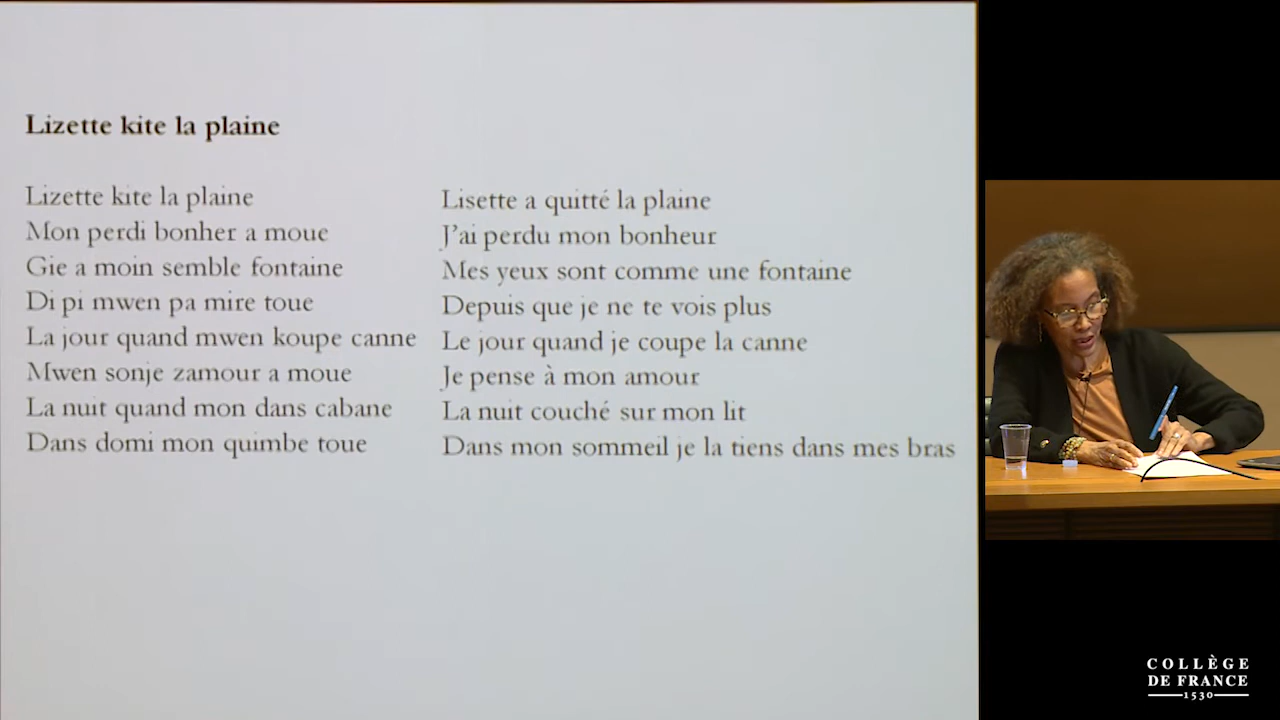 Lizette kite la plaine
Lizette kite la plaine
Mon perdi bonher a moue
Gie a moin semble fontaine
Di pi mwen pa mire toue
La jour quand mwen koupe canne
Mwen sonje zamour a moue
La nuit quand mon dans cabane
Dans domi mon quimbe toue
Lisette a quitté la plaine
J’ai perdu mon bonheur
Mes yeux sont comme une fontaine
Depuis que je ne te vois plus
Le jour quand je coupe la canne
Je pense à mon amour
La nuit couché sur mon lit
Dans mon sommeil je la tiens dans mes bras
COLLÈGE
DE FRANCE
1530